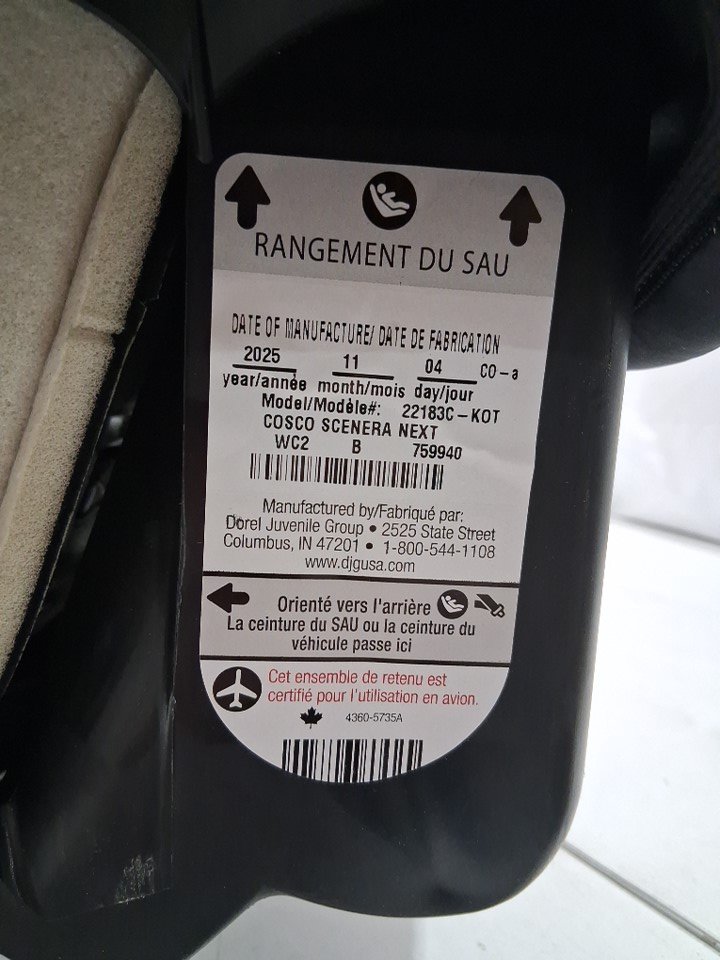 RANGEMENT DU SAU
DATE OF MANUFACTURE/ DATE DE FABRICATION
2025 11 04 CO-a
year/année month/mois day/jour
Model/Modèle#: 22183C-KOT
COSCO SCENERA NEXT
WC2 B 759940
Manufactured by/Fabriqué par:
Dorel Juvenile Group • 2525 State Street
Columbus, IN 47201 • 1-800-544-1108
www.djgusa.com
Orienté vers l'arrière
La ceinture du SAU ou la ceinture du
véhicule passe ici
Cet ensemble de retenu est
certifié pour l'utilisation en avion.
4360-5735A